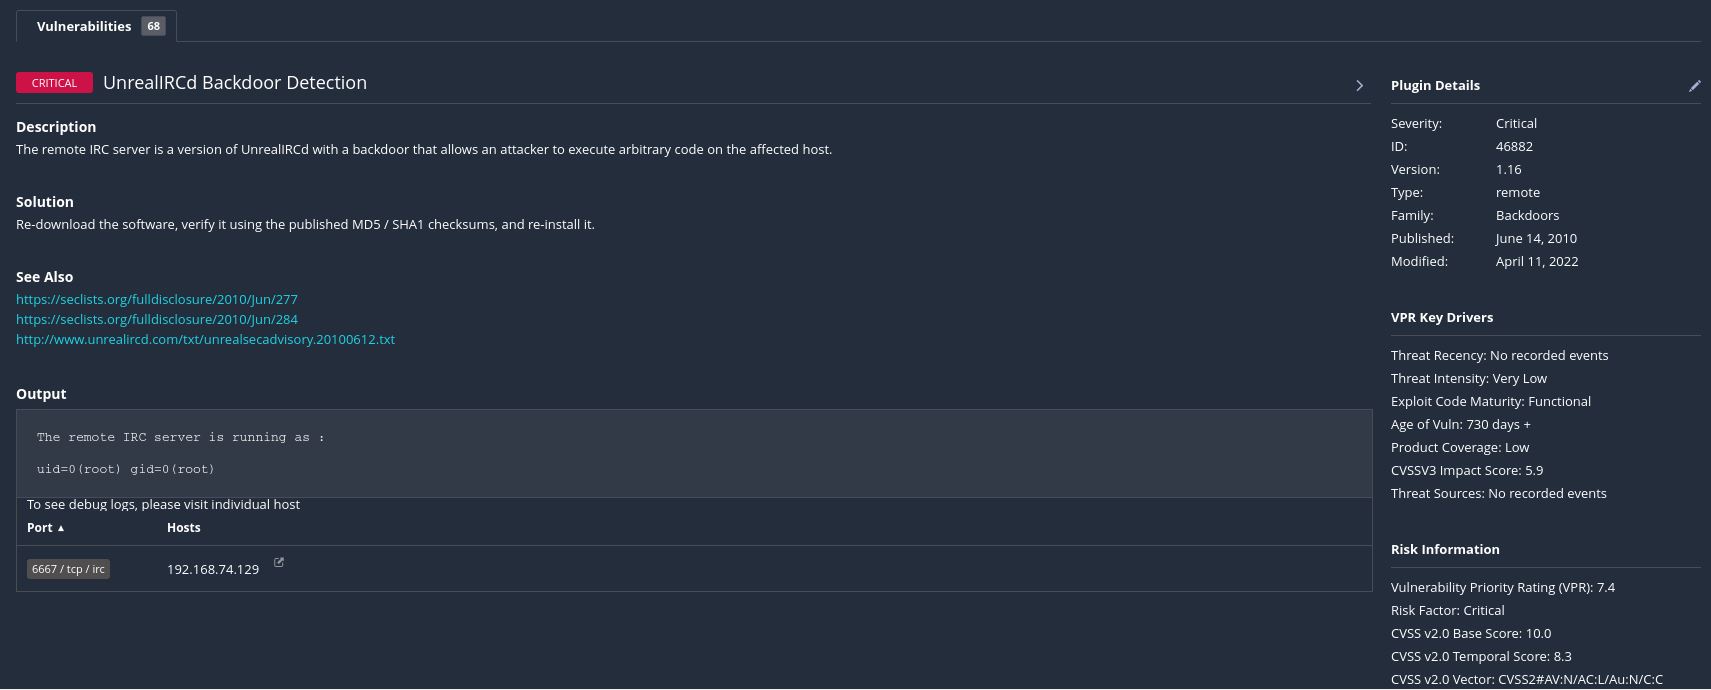 Vulnerabilities 68
CRITICAL UnrealIRCd Backdoor Detection
Description
The remote IRC server is a version of UnrealIRCd with a backdoor that allows an attacker to execute arbitrary code on the affected host.
Solution
Re-download the software, verify it using the published MD5 / SHA1 checksums, and re-install it.
See Also
https://seclists.org/fulldisclosure/2010/Jun/277
https://seclists.org/fulldisclosure/2010/Jun/284
http://www.unrealircd.com/txt/unrealsecadvisory.20100612.txt
Output
The remote IRC server is running as :
uid=0(root) gid=0(root)
To see debug logs, please visit individual host
Port ▲ Hosts
6667 / tcp / irc 192.168.74.129
Plugin Details
Severity: Critical
ID: 46882
Version: 1.16
Type: remote
Family: Backdoors
Published: June 14, 2010
Modified: April 11, 2022
VPR Key Drivers
Threat Recency: No recorded events
Threat Intensity: Very Low
Exploit Code Maturity: Functional
Age of Vuln: 730 days +
Product Coverage: Low
CVSSV3 Impact Score: 5.9
Threat Sources: No recorded events
Risk Information
Vulnerability Priority Rating (VPR): 7.4
Risk Factor: Critical
CVSS v2.0 Base Score: 10.0
CVSS v2.0 Temporal Score: 8.3
CVSS v2.0 Vector: CVSS2#AV:N/AC:L/Au:N/C:C